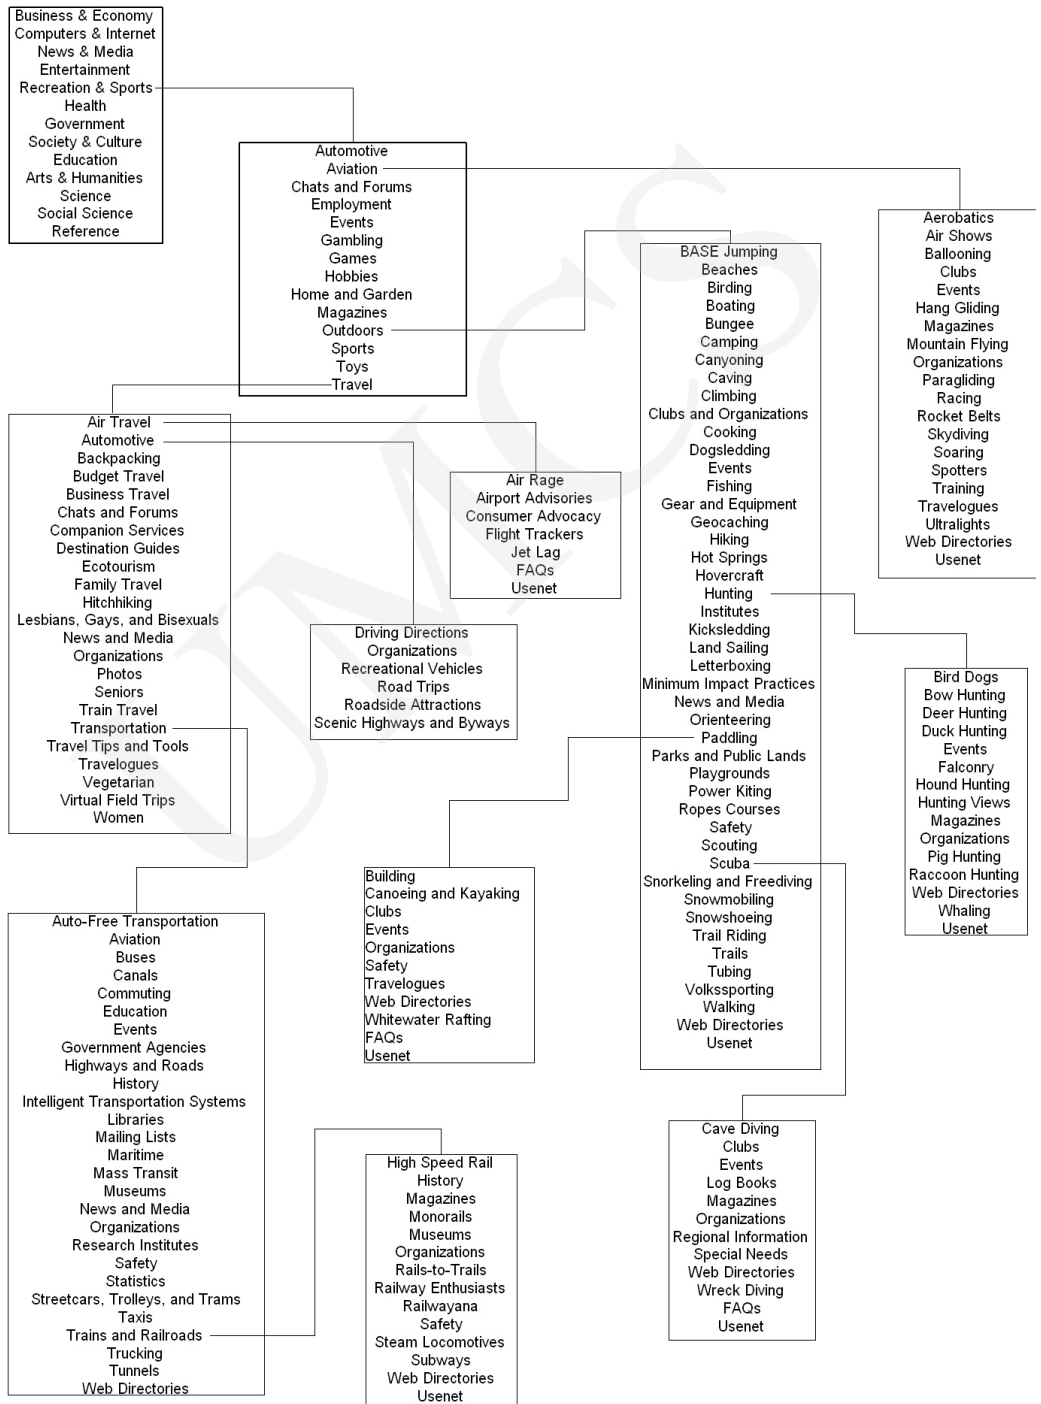 Business & Economy
Computers & Internet
News & Media
Entertainment
Recreation & Sports
Health
Government
Society & Culture
Education
Arts & Humanities
Science
Social Science
Reference
Automotive
Aviation
Chats and Forums
Employment
Events
Gambling
Games
Hobbies
Home and Garden
Magazines
Outdoors
Sports
Toys
Travel
Aerobatics
Air Shows
Ballooning
Clubs
Events
Hang Gliding
Magazines
Mountain Flying
Organizations
Paragliding
Racing
Rocket Belts
Skydiving
Soaring
Spotters
Training
Travelogues
Ultralights
Web Directories
Usenet
BASE Jumping
Beaches
Birding
Boating
Bungee
Camping
Canyoning
Caving
Climbing
Clubs and Organizations
Cooking
Dogsledding
Events
Fishing
Gear and Equipment
Geocaching
Hiking
Hot Springs
Hovercraft
Hunting
Institutes
Kicksledding
Land Sailing
Letterboxing
Minimum Impact Practices
News and Media
Orienteering
Paddling
Parks and Public Lands
Playgrounds
Power Kiting
Ropes Courses
Safety
Scouting
Scuba
Snorkeling and Freediving
Snowmobiling
Snowshoeing
Trail Riding
Trails
Tubing
Volkssporting
Walking
Web Directories
Usenet
Air Travel
Automotive
Backpacking
Budget Travel
Business Travel
Chats and Forums
Companion Services
Destination Guides
Ecotourism
Family Travel
Hitchhiking
Lesbians, Gays, and Bisexuals
News and Media
Organizations
Photos
Seniors
Train Travel
Transportation
Travel Tips and Tools
Travelogues
Vegetarian
Virtual Field Trips
Women
Air Rage
Airport Advisories
Consumer Advocacy
Flight Trackers
Jet Lag
FAQs
Usenet
Driving Directions
Organizations
Recreational Vehicles
Road Trips
Roadside Attractions
Scenic Highways and Byways
Bird Dogs
Bow Hunting
Deer Hunting
Duck Hunting
Events
Falconry
Hound Hunting
Hunting Views
Magazines
Organizations
Pig Hunting
Raccoon Hunting
Web Directories
Whaling
Usenet
Building
Canoeing and Kayaking
Clubs
Events
Organizations
Safety
Travelogues
Web Directories
Whitewater Rafting
FAQs
Usenet
Auto-Free Transportation
Aviation
Buses
Canals
Commuting
Education
Events
Government Agencies
Highways and Roads
History
Intelligent Transportation Systems
Libraries
Mailing Lists
Maritime
Mass Transit
Museums
News and Media
Organizations
Research Institutes
Safety
Statistics
Streetcars, Trolleys, and Trams
Taxis
Trains and Railroads
Trucking
Tunnels
Web Directories
High Speed Rail
History
Magazines
Monorails
Museums
Organizations
Rails-to-Trails
Railway Enthusiasts
Railwayana
Safety
Steam Locomotives
Subways
Web Directories
Usenet
Cave Diving
Clubs
Events
Log Books
Magazines
Organizations
Regional Information
Special Needs
Web Directories
Wreck Diving
FAQs
Usenet
UMCS